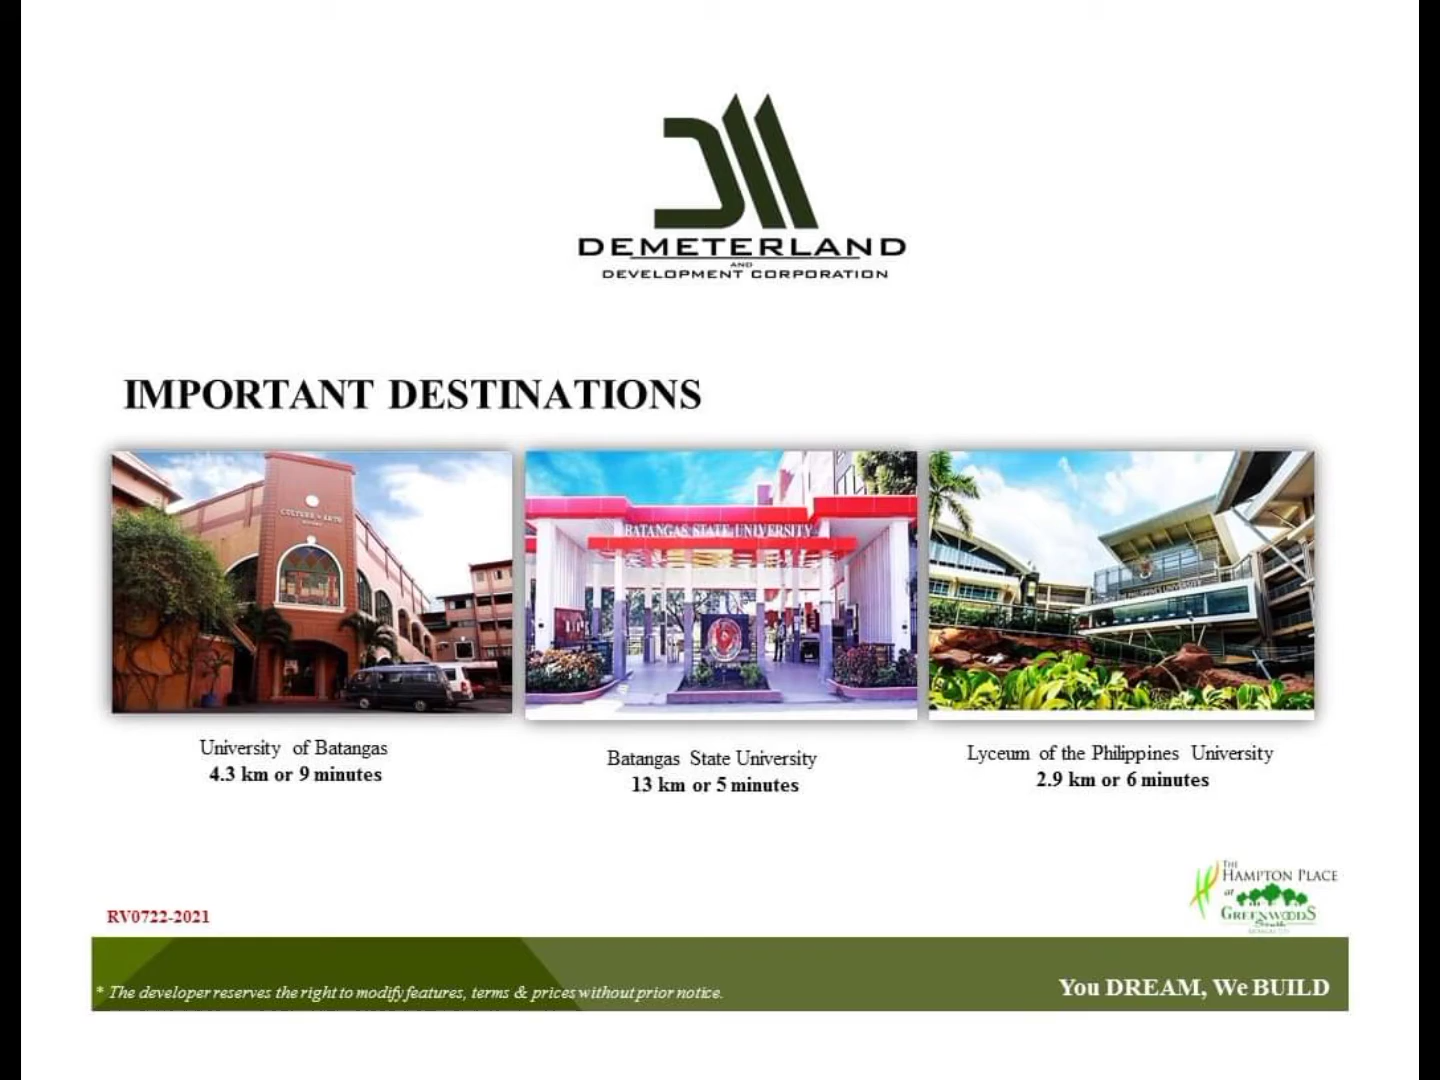 DEMETERLAND
AND
DEVELOPMENT CORPORATION
IMPORTANT DESTINATIONS
CULTURE & ARTS
BATANGAS STATE UNIVERSITY
University of Batangas
4.3 km or 9 minutes
Batangas State University
13 km or 5 minutes
Lyceum of the Philippines University
2.9 km or 6 minutes
THE
HAMPTON PLACE
at
GREENWOODS
South
RV0722-2021
* The developer reserves the right to modify features, terms & prices without prior notice.
You DREAM, We BUILD